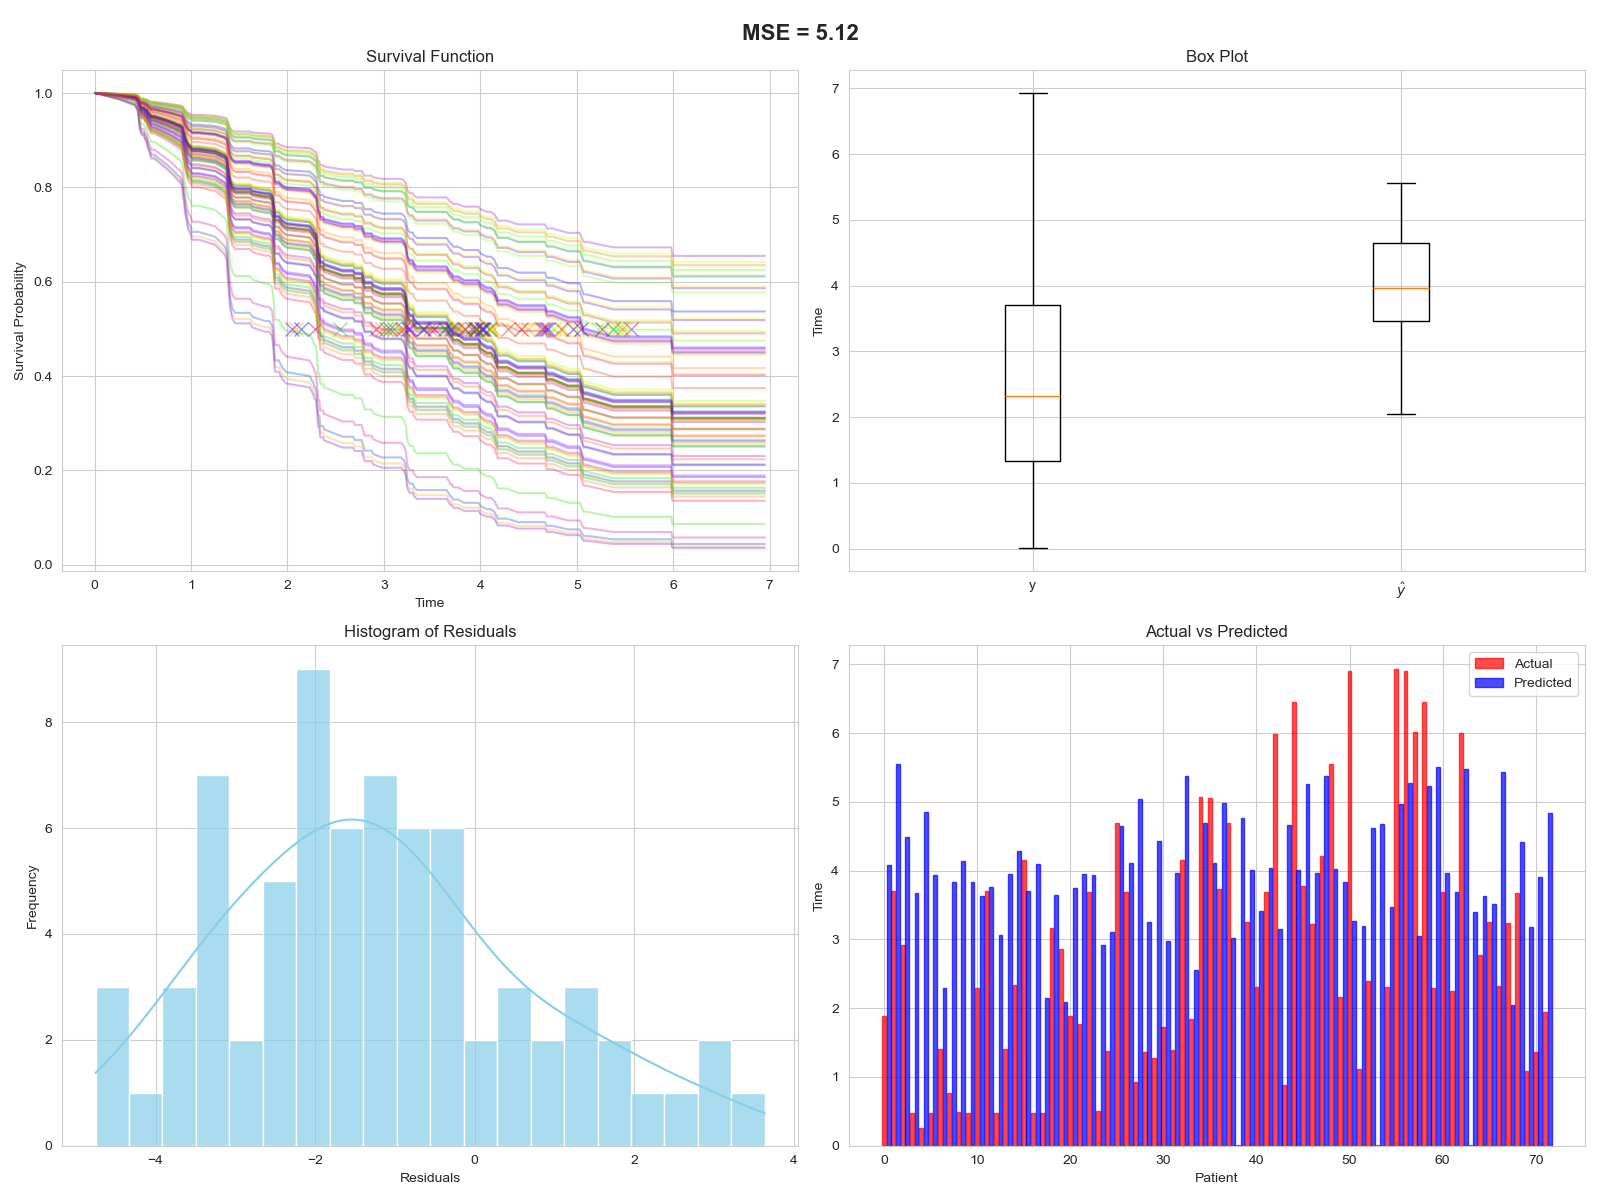 MSE = 5.12
Survival Function
1.0
0.8
0.6
0.4
0.2
0.0
Survival Probability
0 1 2 3 4 5 6 7
Time
Box Plot
7
6
5
4
3
2
1
0
Time
y ŷ
Histogram of Residuals
8
6
4
2
0
Frequency
−4 −2 0 2 4
Residuals
Actual vs Predicted
Actual
Predicted
7
6
5
4
3
2
1
0
Time
0 10 20 30 40 50 60 70
Patient